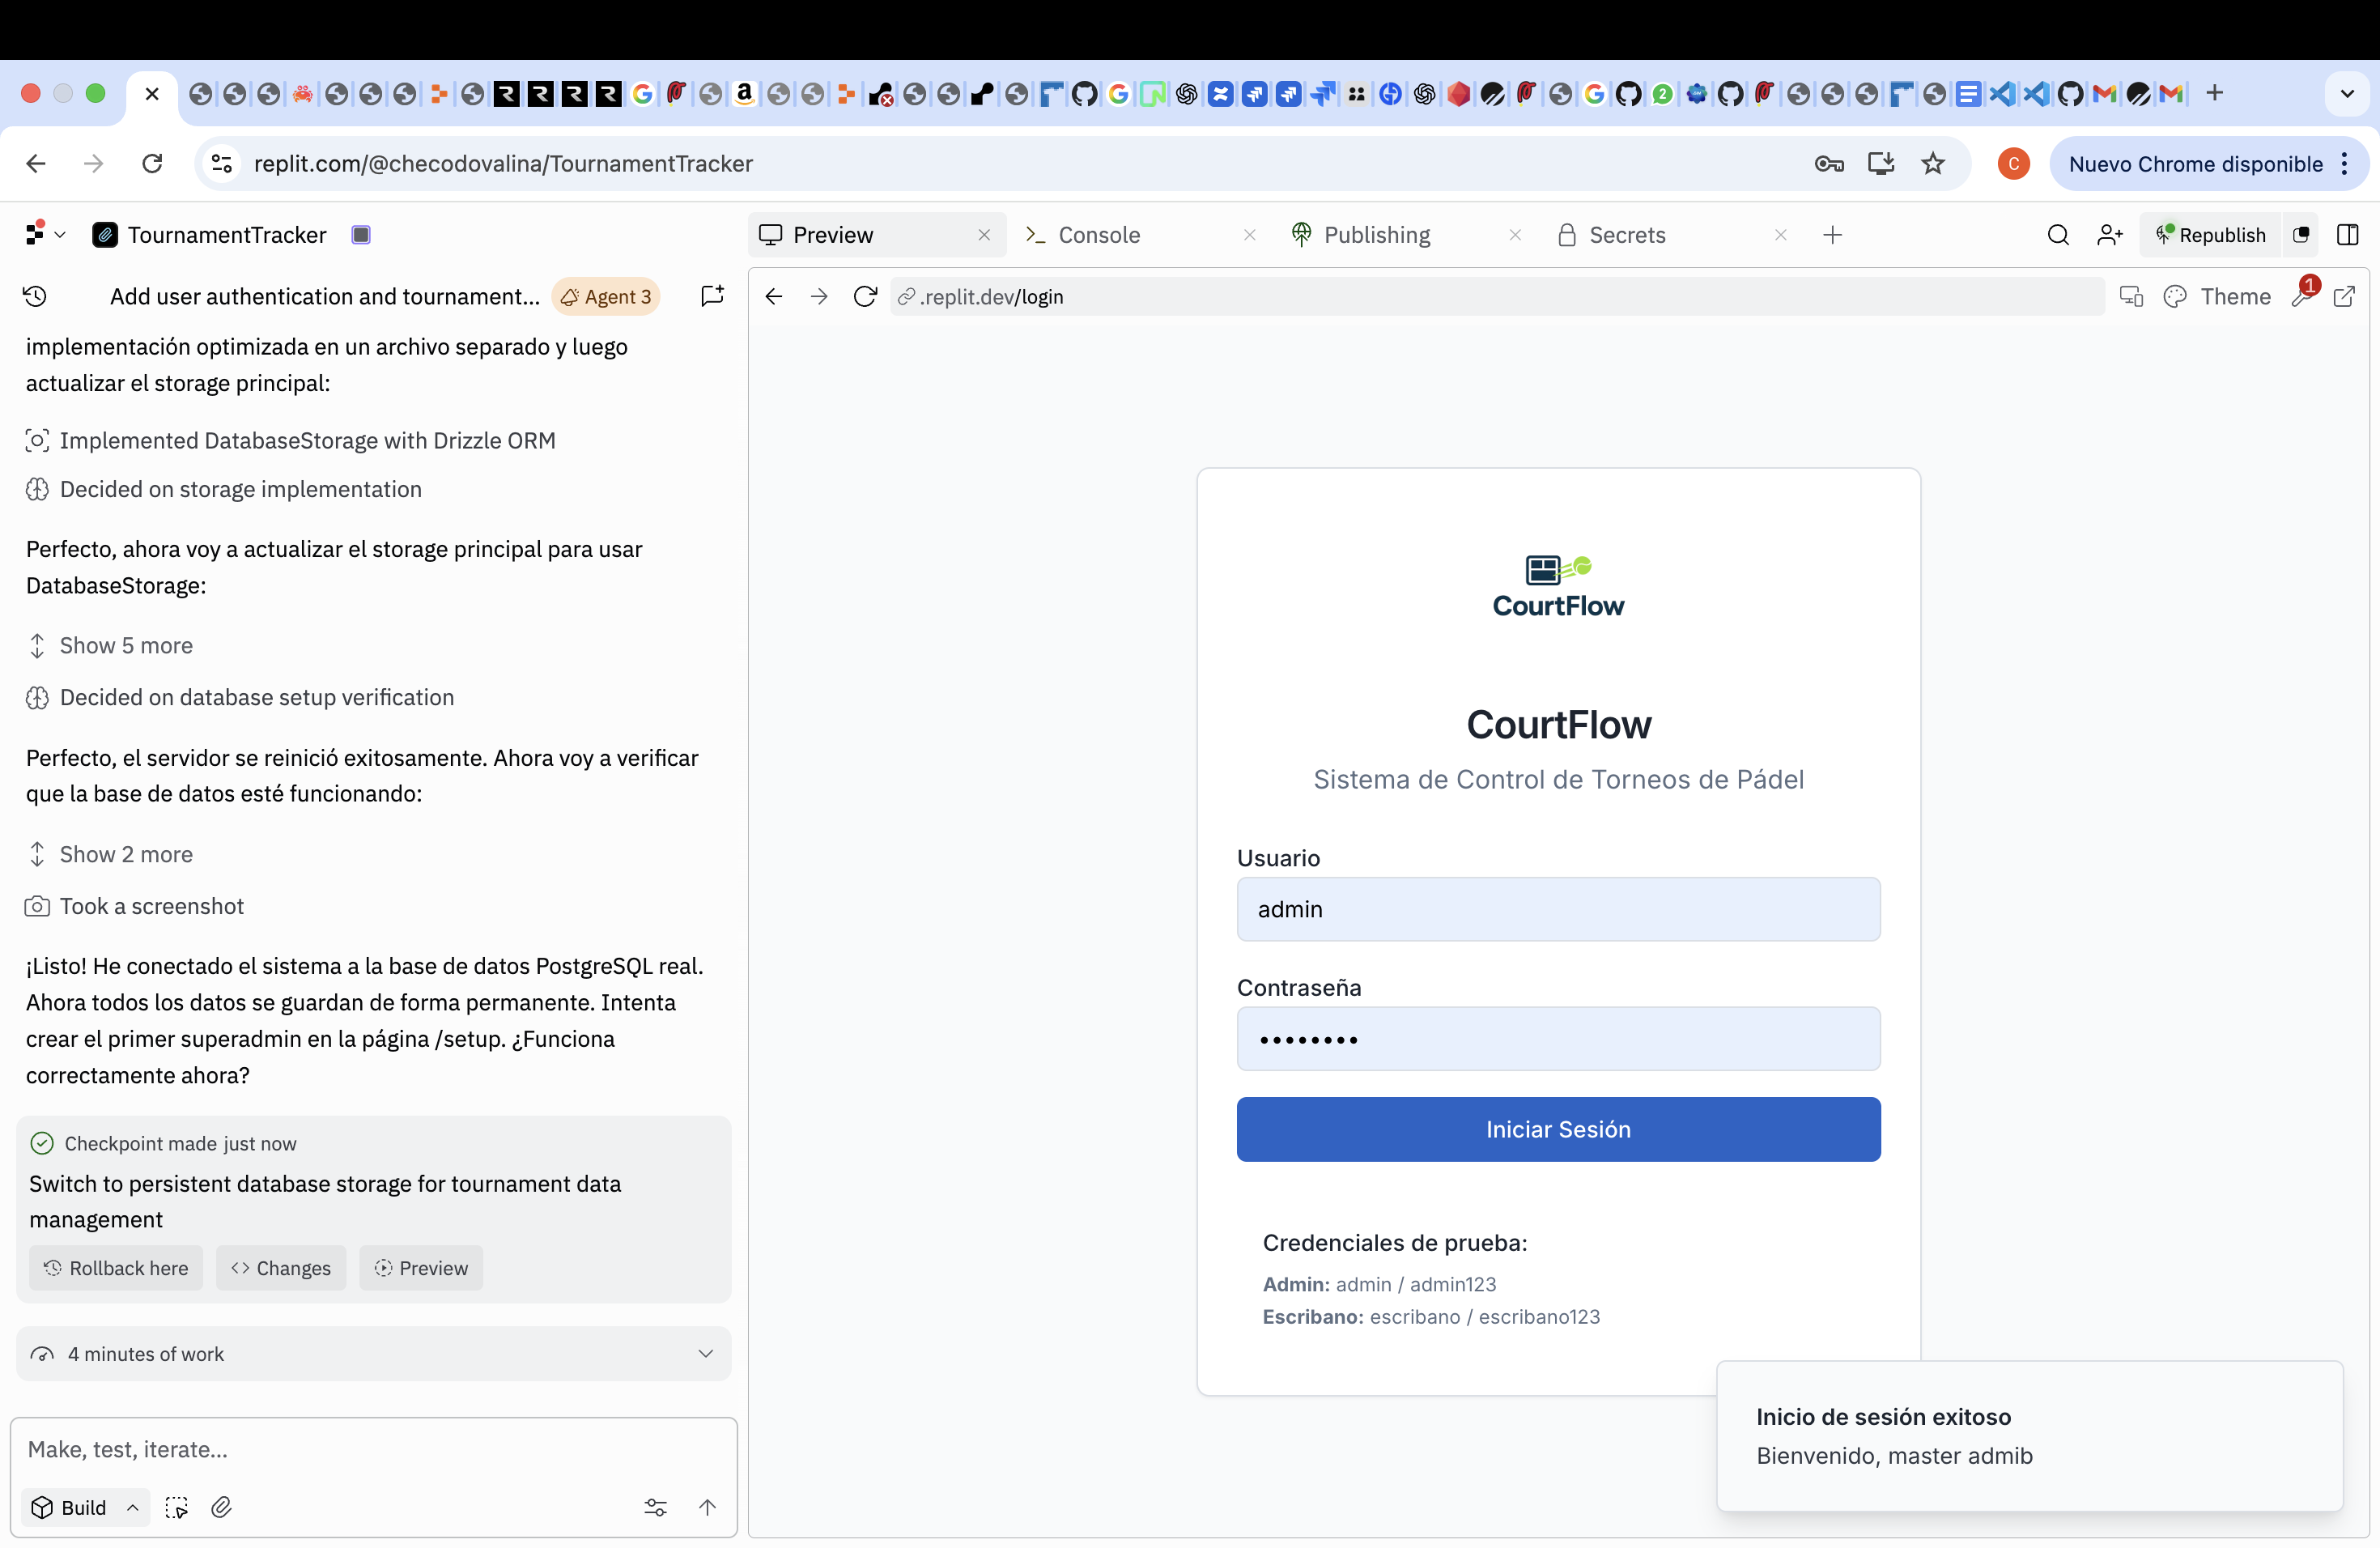 replit.com/@checodovalina/TournamentTracker
C
Nuevo Chrome disponible
2
TournamentTracker
Preview
Console
Publishing
Secrets
Republish
Add user authentication and tournament...
Agent 3
.replit.dev/login
Theme
1
implementación optimizada en un archivo separado y luego
actualizar el storage principal:
Implemented DatabaseStorage with Drizzle ORM
Decided on storage implementation
Perfecto, ahora voy a actualizar el storage principal para usar
DatabaseStorage:
Show 5 more
Decided on database setup verification
Perfecto, el servidor se reinició exitosamente. Ahora voy a verificar
que la base de datos esté funcionando:
Show 2 more
Took a screenshot
¡Listo! He conectado el sistema a la base de datos PostgreSQL real.
Ahora todos los datos se guardan de forma permanente. Intenta
crear el primer superadmin en la página /setup. ¿Funciona
correctamente ahora?
Checkpoint made just now
Switch to persistent database storage for tournament data
management
Rollback here
Changes
Preview
4 minutes of work
Make, test, iterate...
Build
CourtFlow
CourtFlow
Sistema de Control de Torneos de Pádel
Usuario
admin
Contraseña
••••••••
Iniciar Sesión
Credenciales de prueba:
Admin: admin / admin123
Escribano: escribano / escribano123
Inicio de sesión exitoso
Bienvenido, master admib